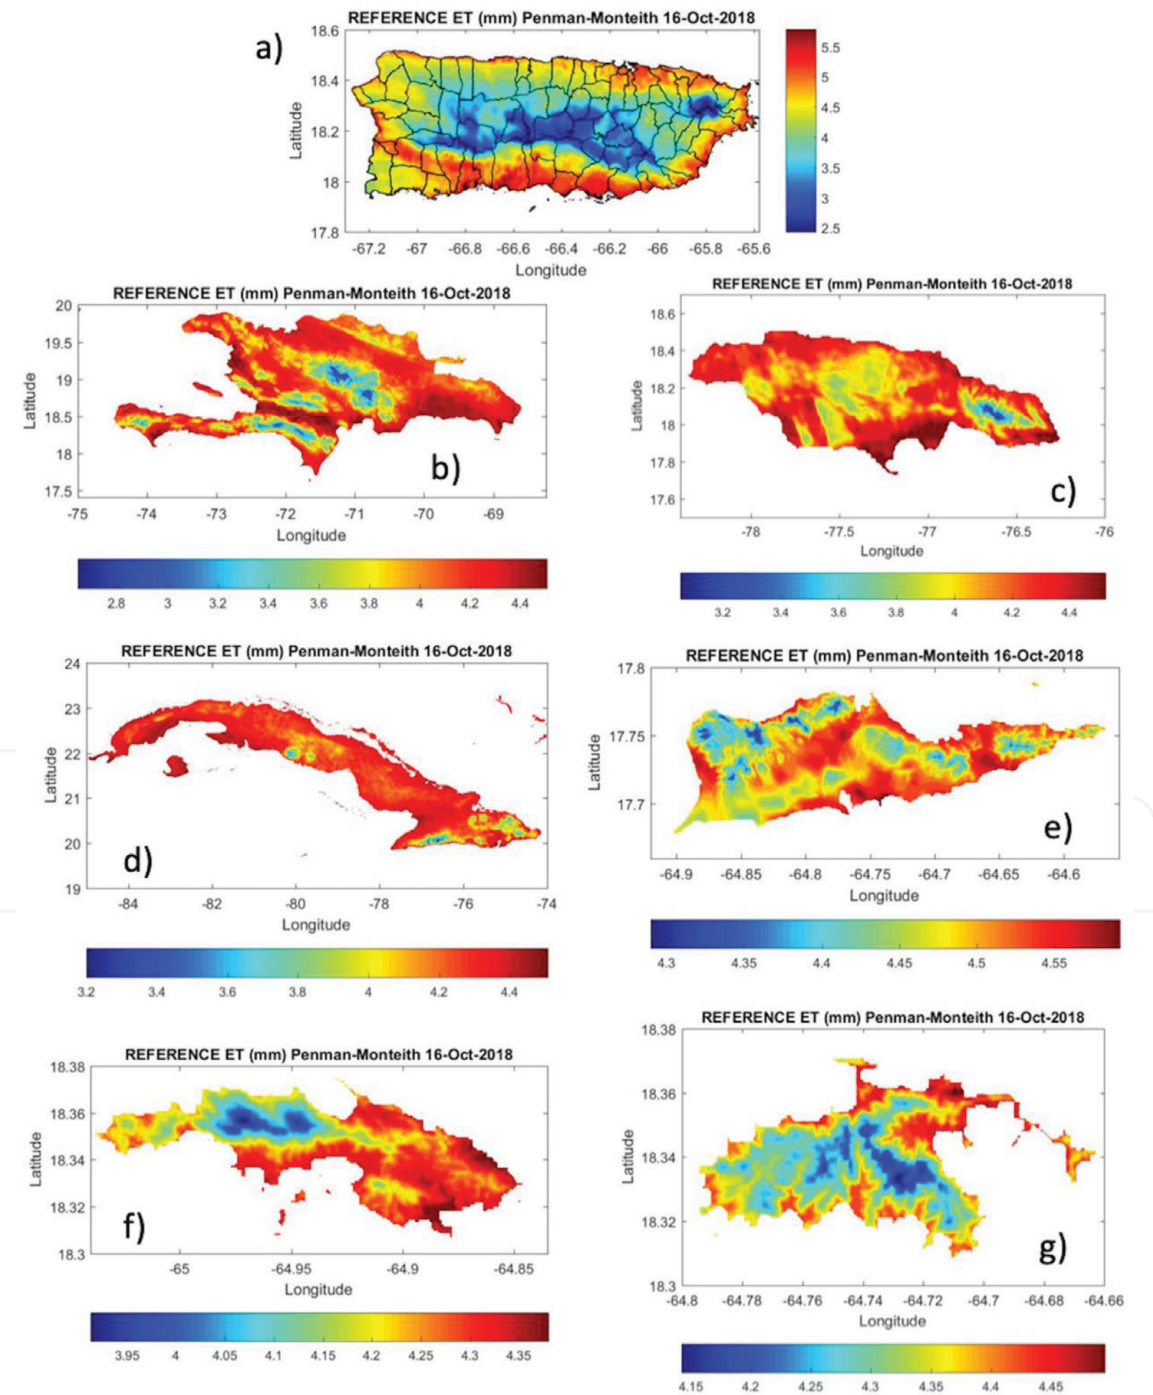 REFERENCE ET (mm) Penman-Monteith 16-Oct-2018
a)
18.6
18.4
18.2
18
17.8
Latitude
-67.2 -67 -66.8 -66.6 -66.4 -66.2 -66 -65.8 -65.6
Longitude
5.5
5
4.5
4
3.5
3
2.5
REFERENCE ET (mm) Penman-Monteith 16-Oct-2018
20
19.5
19
18.5
18
17.5
Latitude
b)
-75 -74 -73 -72 -71 -70 -69
Longitude
2.8 3 3.2 3.4 3.6 3.8 4 4.2 4.4
REFERENCE ET (mm) Penman-Monteith 16-Oct-2018
18.6
18.4
18.2
18
17.8
17.6
Latitude
c)
-78 -77.5 -77 -76.5 -76
Longitude
3.2 3.4 3.6 3.8 4 4.2 4.4
REFERENCE ET (mm) Penman-Monteith 16-Oct-2018
24
23
22
21
20
19
Latitude
d)
-84 -82 -80 -78 -76 -74
Longitude
3.2 3.4 3.6 3.8 4 4.2 4.4
REFERENCE ET (mm) Penman-Monteith 16-Oct-2018
17.8
17.75
17.7
Latitude
e)
-64.9 -64.85 -64.8 -64.75 -64.7 -64.65 -64.6
Longitude
4.3 4.35 4.4 4.45 4.5 4.55
REFERENCE ET (mm) Penman-Monteith 16-Oct-2018
18.38
18.36
18.34
18.32
18.3
Latitude
f)
-65 -64.95 -64.9 -64.85
Longitude
3.95 4 4.05 4.1 4.15 4.2 4.25 4.3 4.35
REFERENCE ET (mm) Penman-Monteith 16-Oct-2018
18.38
18.36
18.34
18.32
18.3
Latitude
g)
-64.8 -64.78 -64.76 -64.74 -64.72 -64.7 -64.68 -64.66
Longitude
4.15 4.2 4.25 4.3 4.35 4.4 4.45